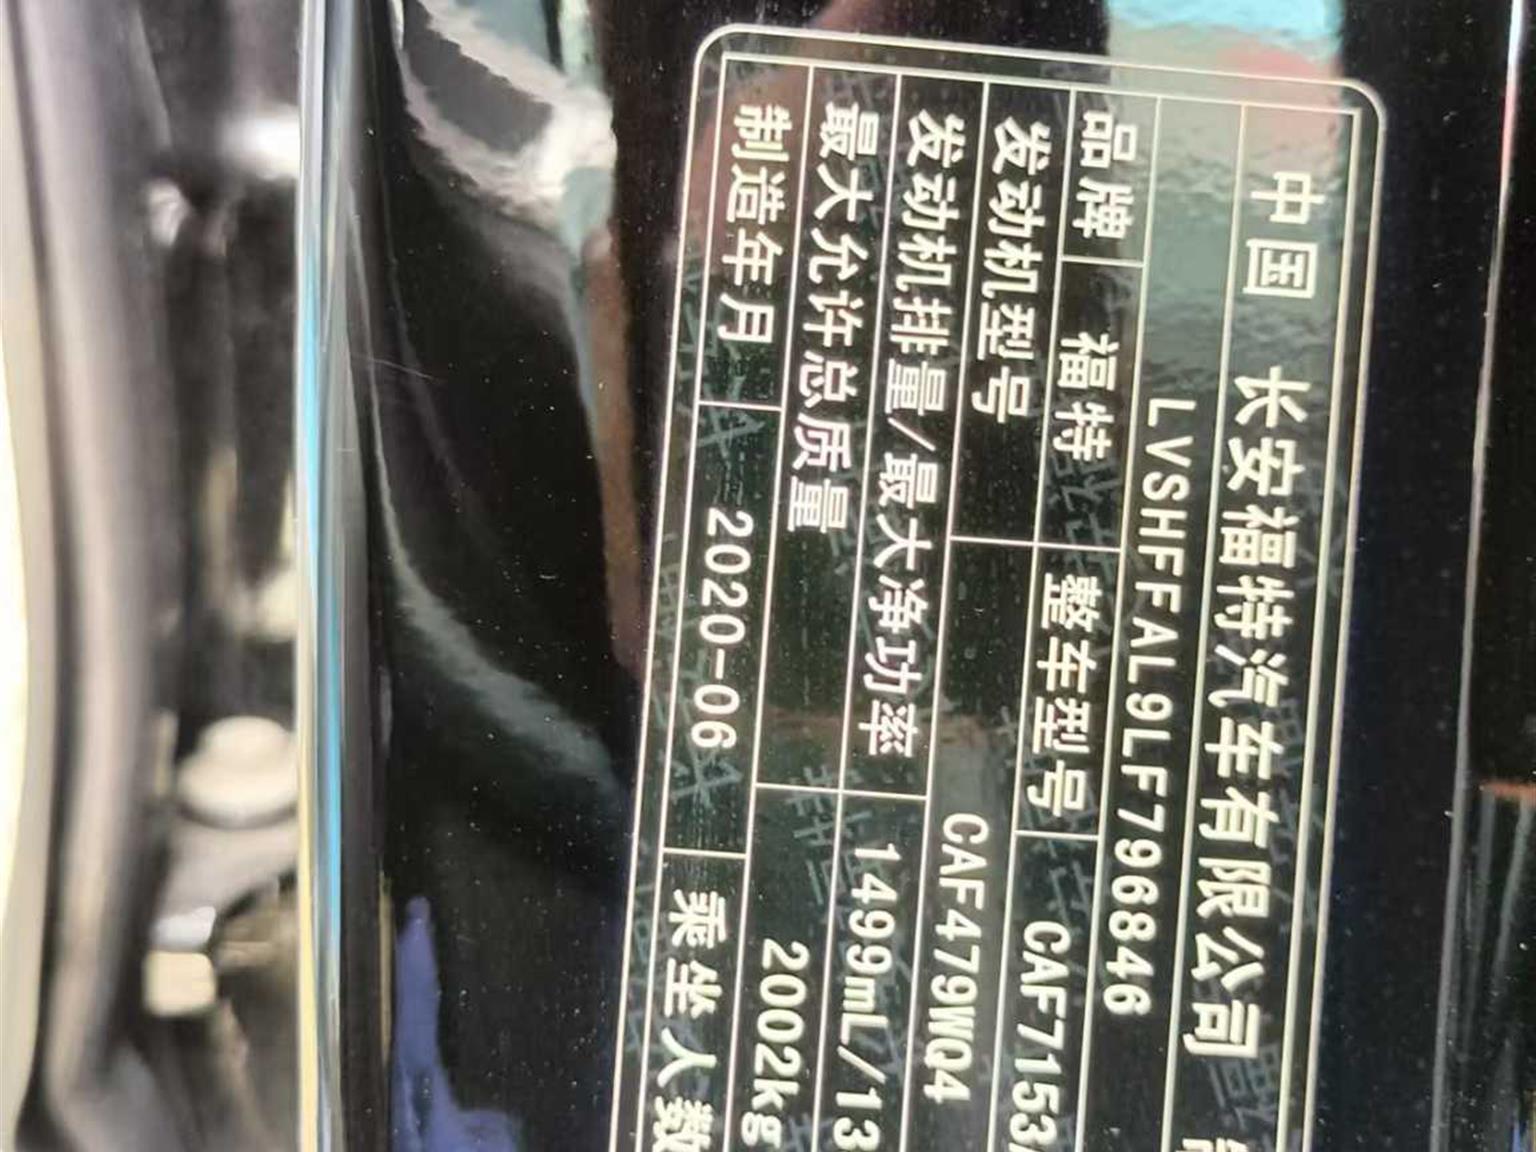 中国 长安福特汽车有限公司
LVSHFFAL9LF796846
品牌 福特 整车型号 CAF7153
发动机型号 CAF479WQ4
发动机排量/最大净功率 1499mL/13
最大允许总质量 2002kg
制造年月 2020-06 乘坐人数